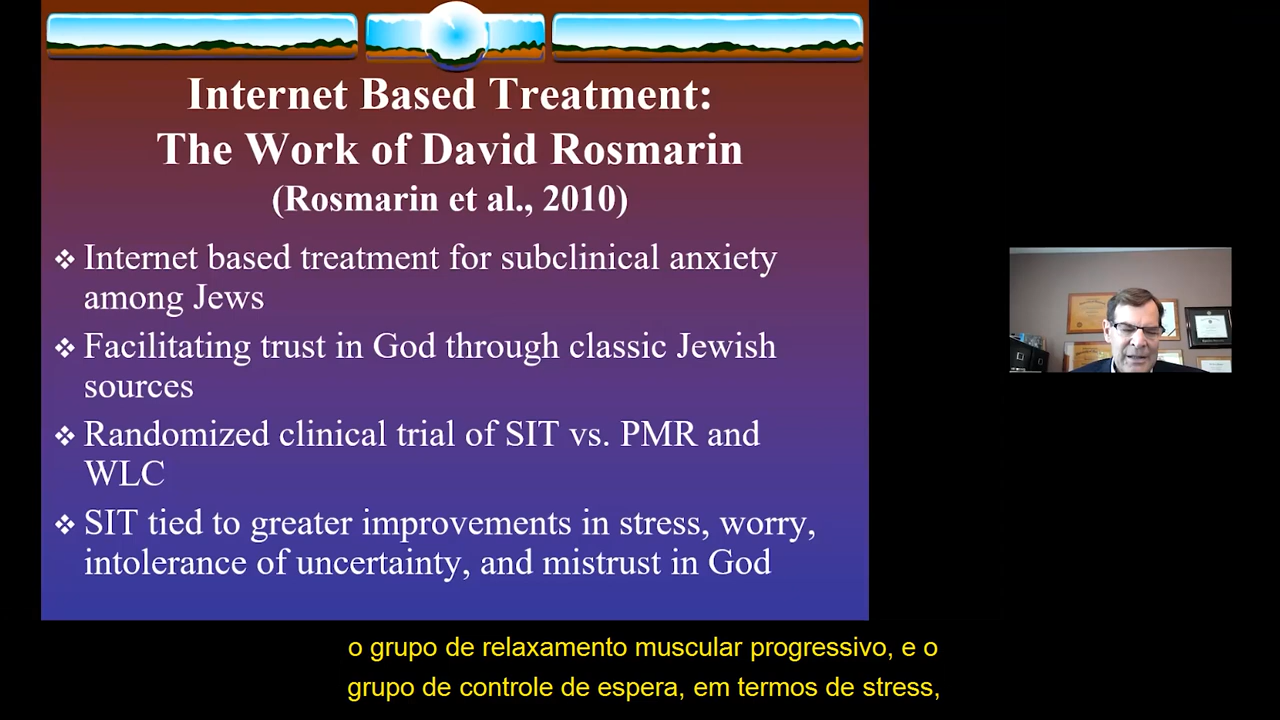 Internet Based Treatment:
The Work of David Rosmarin
(Rosmarin et al., 2010)
❖ Internet based treatment for subclinical anxiety
among Jews
❖ Facilitating trust in God through classic Jewish
sources
❖ Randomized clinical trial of SIT vs. PMR and
WLC
❖ SIT tied to greater improvements in stress, worry,
intolerance of uncertainty, and mistrust in God
o grupo de relaxamento muscular progressivo, e o
grupo de controle de espera, em termos de stress,